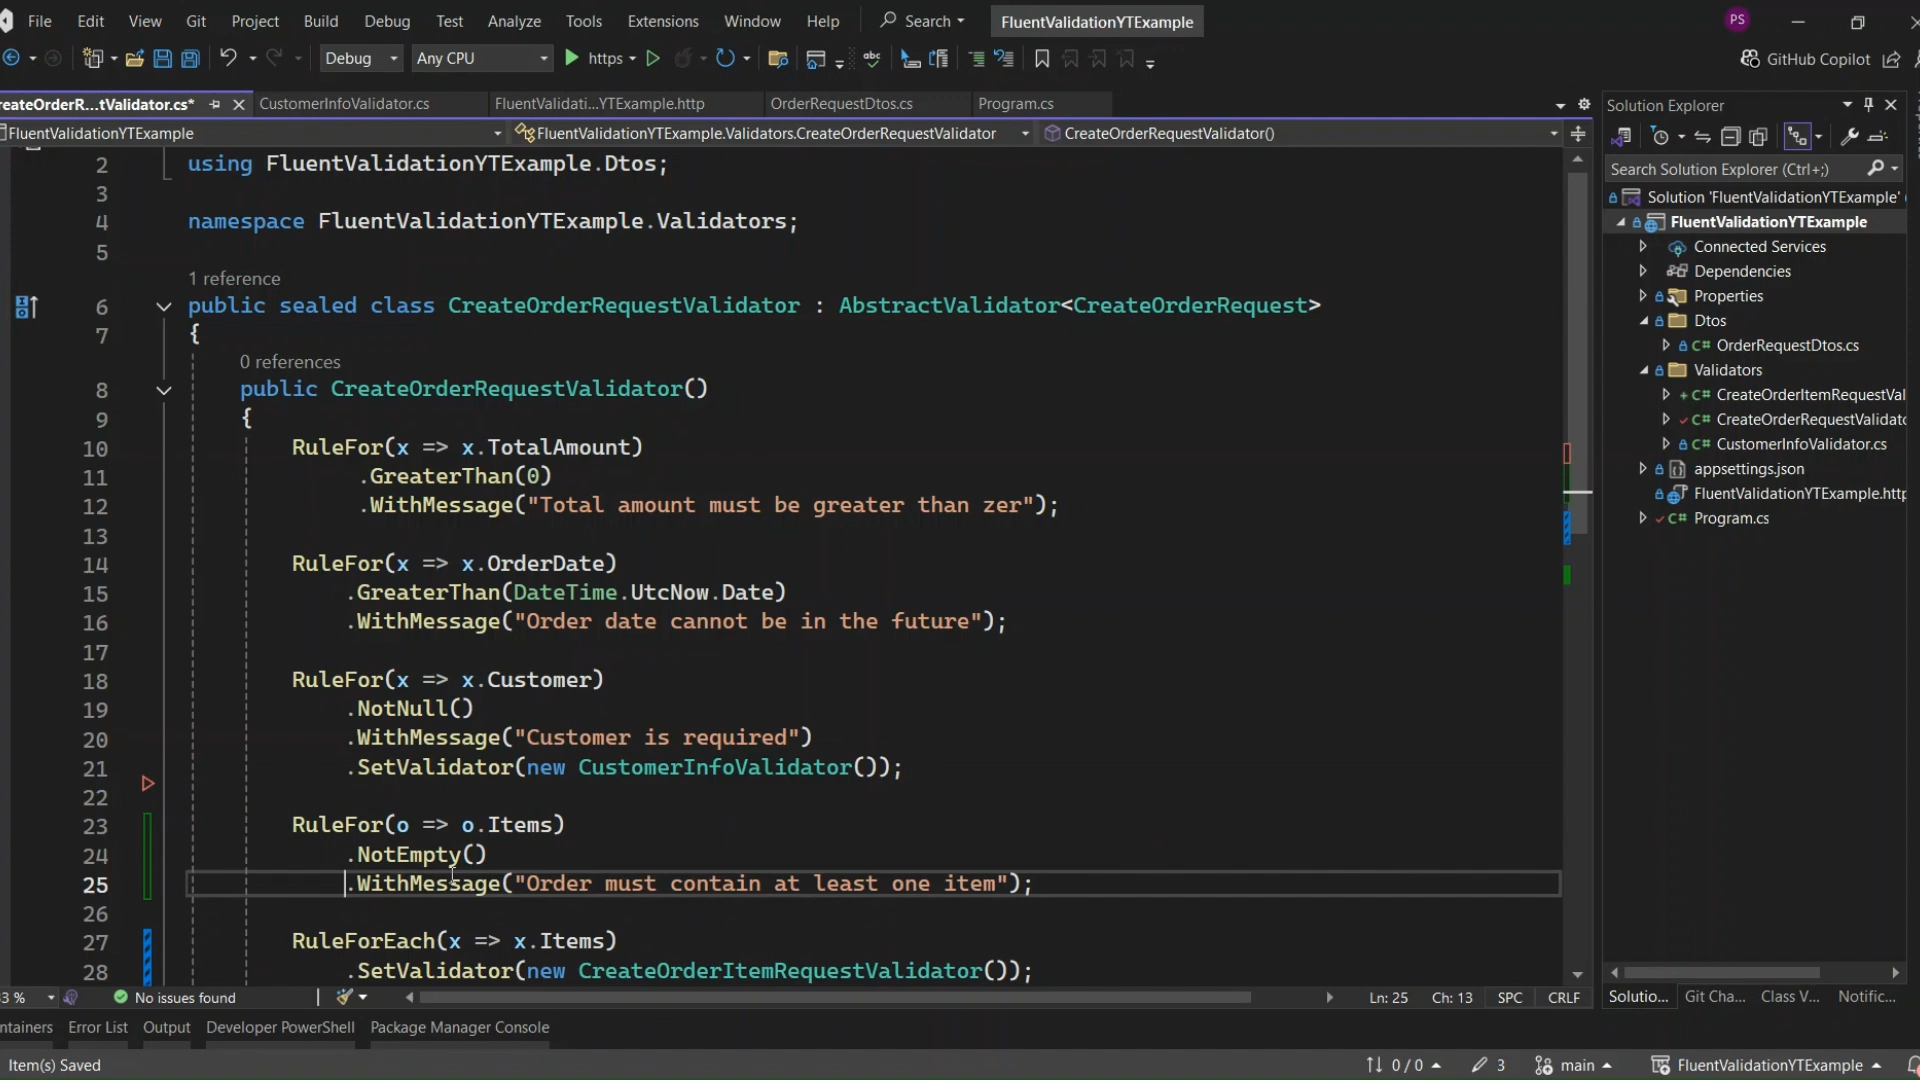 File Edit View Git Project Build Debug Test Analyze Tools Extensions Window Help Search FluentValidationYTExample PS
Debug Any CPU https GitHub Copilot
reateOrderR...tValidator.cs* CustomerInfoValidator.cs FluentValidati...YTExample.http OrderRequestDtos.cs Program.cs
FluentValidationYTExample FluentValidationYTExample.Validators.CreateOrderRequestValidator CreateOrderRequestValidator()
2 using FluentValidationYTExample.Dtos;
3
4 namespace FluentValidationYTExample.Validators;
5
1 reference
6 public sealed class CreateOrderRequestValidator : AbstractValidator<CreateOrderRequest>
7 {
0 references
8 public CreateOrderRequestValidator()
9 {
10 RuleFor(x => x.TotalAmount)
11 .GreaterThan(0)
12 .WithMessage("Total amount must be greater than zer");
13
14 RuleFor(x => x.OrderDate)
15 .GreaterThan(DateTime.UtcNow.Date)
16 .WithMessage("Order date cannot be in the future");
17
18 RuleFor(x => x.Customer)
19 .NotNull()
20 .WithMessage("Customer is required")
21 .SetValidator(new CustomerInfoValidator());
22
23 RuleFor(o => o.Items)
24 .NotEmpty()
25 .WithMessage("Order must contain at least one item");
26
27 RuleForEach(x => x.Items)
28 .SetValidator(new CreateOrderItemRequestValidator());
3 % No issues found Ln: 25 Ch: 13 SPC CRLF
Solution Explorer
Search Solution Explorer (Ctrl+;)
Solution 'FluentValidationYTExample' (
FluentValidationYTExample
Connected Services
Dependencies
Properties
Dtos
C# OrderRequestDtos.cs
Validators
C# CreateOrderItemRequestVal
C# CreateOrderRequestValidato
C# CustomerInfoValidator.cs
appsettings.json
FluentValidationYTExample.http
C# Program.cs
Solutio... Git Cha... Class V... Notific...
ntainers Error List Output Developer PowerShell Package Manager Console
Item(s) Saved 0 / 0 3 main FluentValidationYTExample